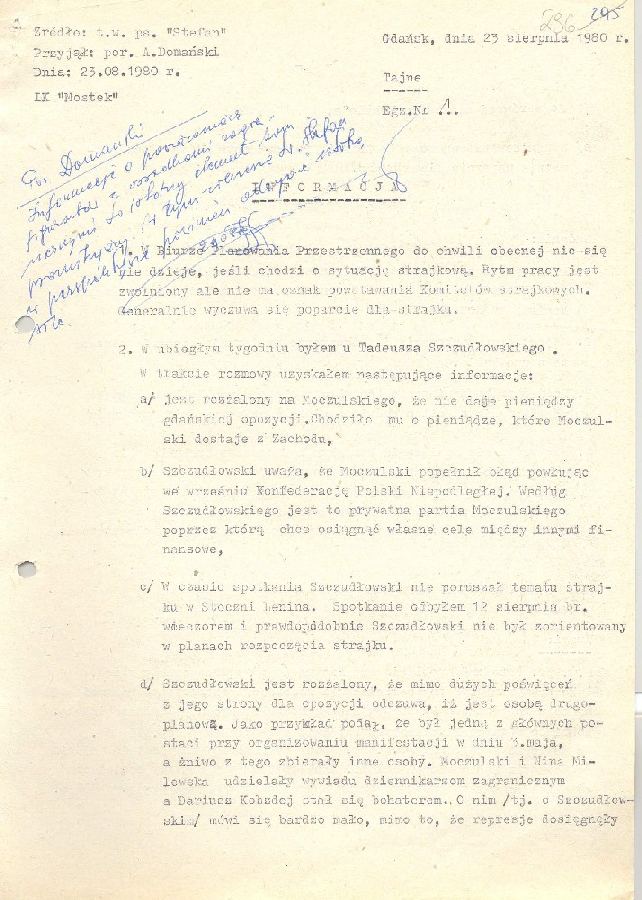 296 295
Źródło: t.w. ps. "Stefan"
Przyjął: por. A.Domański
Dnia: 23.08.1980 r.
LK "Mostek"
Gdańsk, dnia 23 sierpnia 1980 r.
Tajne
Egz.Nr 1.
Tow. Domański
Informacje o
I N F O R M A C J A
1. W Biurze Planowania Przestrzennego do chwili obecnej nic się
nie dzieje, jeśli chodzi o sytuację strajkową. Rytm pracy jest
zwolniony ale nie ma oznak powstawania Komitetów strajkowych.
Generalnie wyczuwa się poparcie dla strajku.
2. W ubiegłym tygodniu byłem u Tadeusza Szczudłowskiego .
W trakcie rozmowy uzyskałem następujące informacje:
a/ jest rozżalony na Moczulskiego, że nie daje pieniędzy
gdańskiej opozycji.Chodziło mu o pieniądze, które Moczul-
ski dostaje z Zachodu,
b/ Szczudłowski uważa, że Moczulski popełnił błąd powołując
we wrześniu Konfederację Polski Niepodległej. Według
Szczudłowskiego jest to prywatna partia Moczulskiego
poprzez którą chce osiągnąć własne cele między innymi fi-
nansowe,
c/ W czasie spotkania Szczudłowski nie poruszał tematu straj-
ku w Stoczni Lenina. Spotkanie odbyłem 12 sierpnia br.
wieczorem i prawdopddobnie Szczudłowski nie był zorientowany
w planach rozpoczęcia strajku.
d/ Szczudłowski jest rozżalony, że mimo dużych poświęceń
z jego strony dla opozycji odczuwa, iż jest osobą drugo-
planową. Jako przykład podał, że był jedną z głównych po-
staci przy organizowaniu manifestacji w dniu 3.maja,
a żniwo z tego zbierały inne osoby. Moczulski i Nina Mi-
lewska udzielały wywiadu dziennikarzom zagranicznym
a Dariusz Kobzdej stał się bohaterem. O nim /tj. o Szczudłow-
skim/ mówi się bardzo mało, mimo to, że represje dosięgnęły